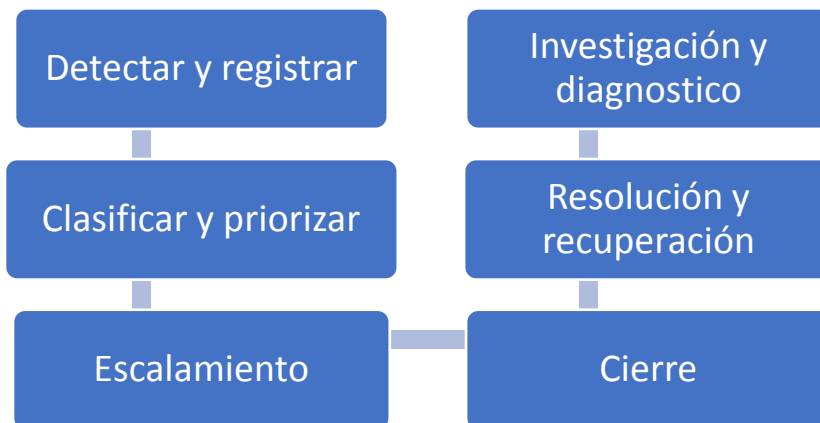 Detectar y registrar
Clasificar y priorizar
Escalamiento
Investigación y
diagnostico
Resolución y
recuperación
Cierre